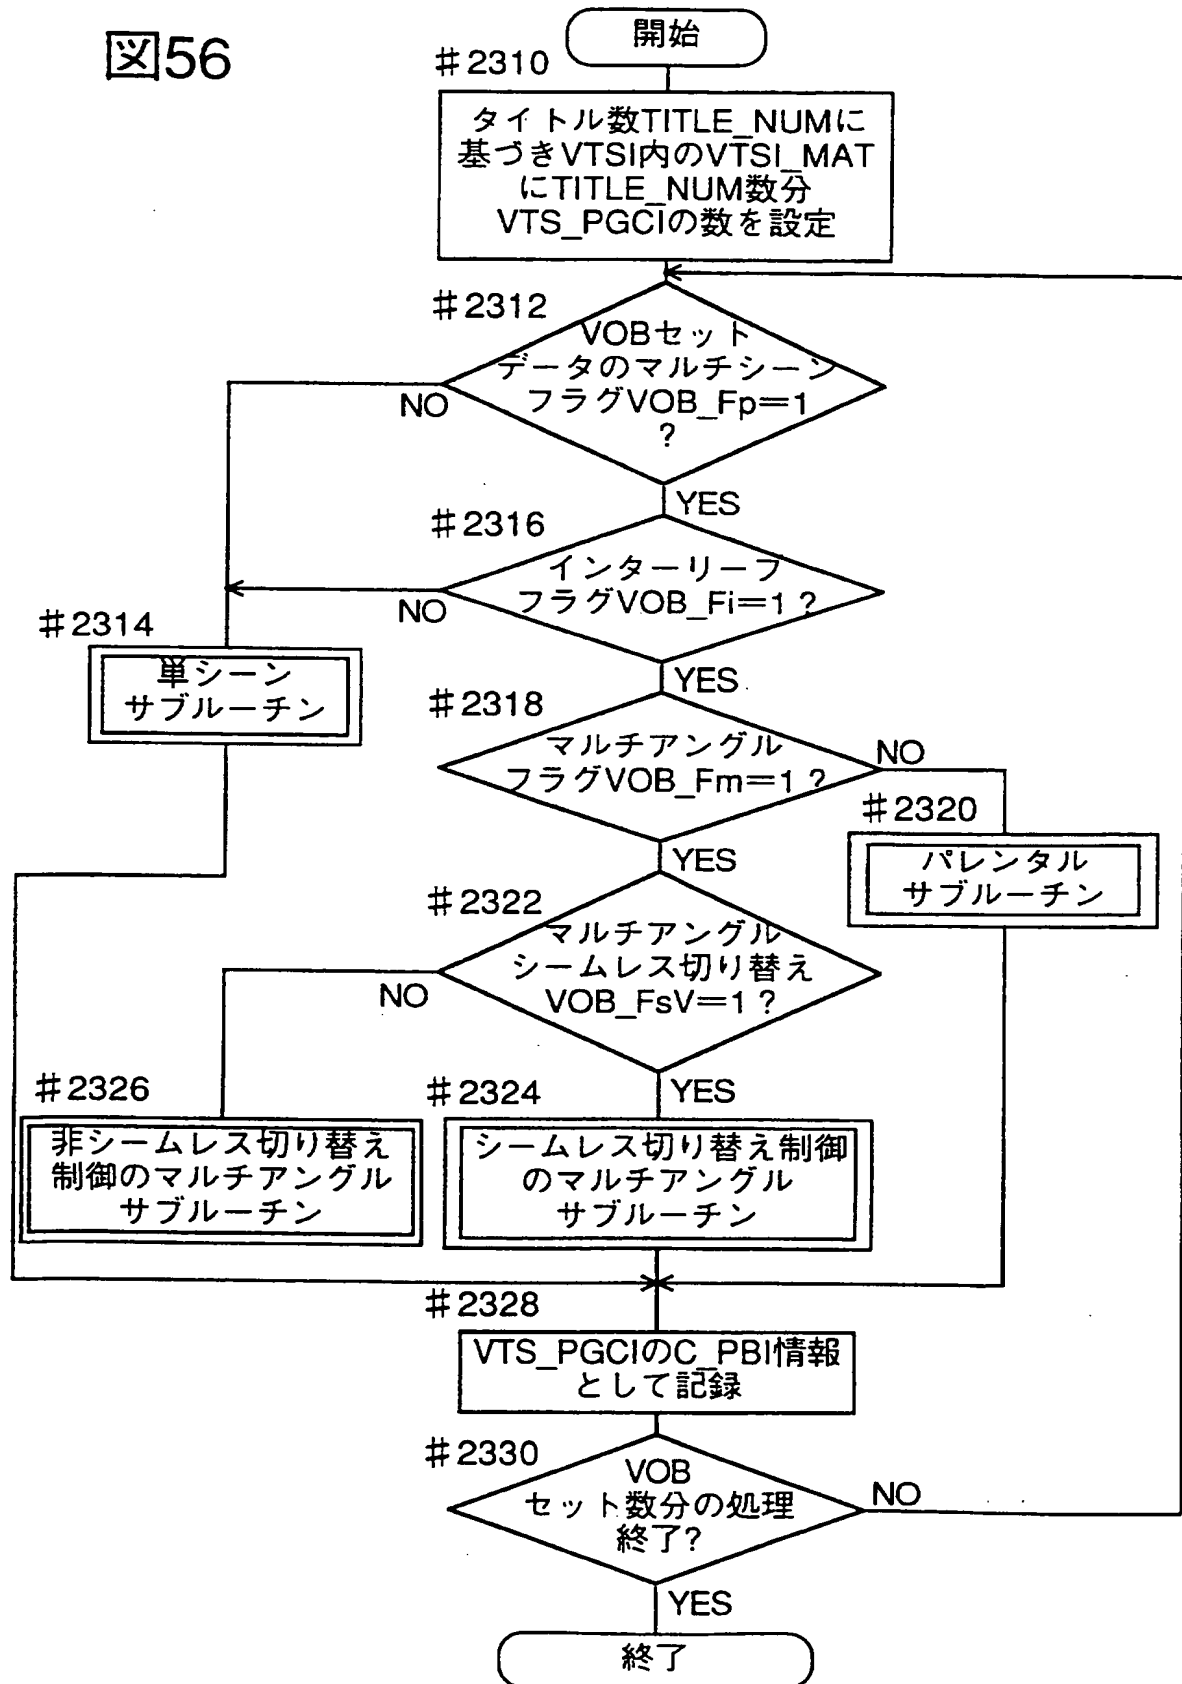 図56
開始
#2310
タイトル数TITLE_NUMに
基づきVTSI内のVTSI_MAT
にTITLE_NUM数分
VTS_PGCIの数を設定
#2312
VOBセット
データのマルチシーン
フラグVOB_Fp=1
?
NO
YES
#2316
インターリーフ
フラグVOB_Fi=1?
NO
YES
#2314
単シーン
サブルーチン
#2318
マルチアングル
フラグVOB_Fm=1?
NO
YES
#2320
パレンタル
サブルーチン
#2322
マルチアングル
シームレス切り替え
VOB_FsV=1?
NO
YES
#2326
非シームレス切り替え
制御のマルチアングル
サブルーチン
#2324
シームレス切り替え制御
のマルチアングル
サブルーチン
#2328
VTS_PGCIのC_PBI情報
として記録
#2330
VOB
セット数分の処理
終了?
NO
YES
終了